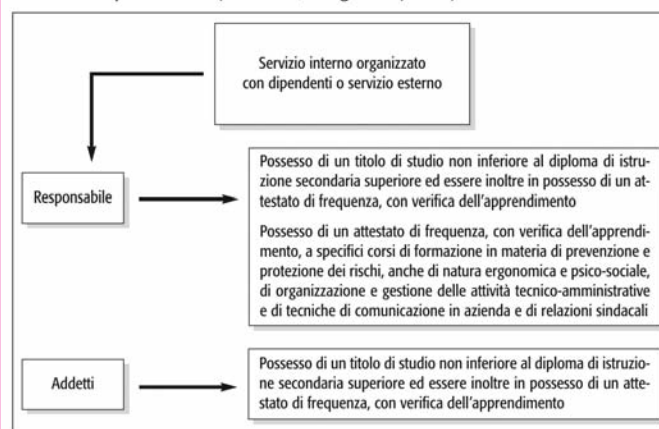 Servizio interno organizzato
con dipendenti o servizio esterno
Responsabile
Possesso di un titolo di studio non inferiore al diploma di istru-
zione secondaria superiore ed essere inoltre in possesso di un at-
testato di frequenza, con verifica dell'apprendimento
Possesso di un attestato di frequenza, con verifica dell'apprendi-
mento, a specifici corsi di formazione in materia di prevenzione e
protezione dei rischi, anche di natura ergonomica e psico-sociale,
di organizzazione e gestione delle attività tecnico-amministrative
e di tecniche di comunicazione in azienda e di relazioni sindacali
Addetti
Possesso di un titolo di studio non inferiore al diploma di istruzio-
ne secondaria superiore ed essere inoltre in possesso di un atte-
stato di frequenza, con verifica dell'apprendimento